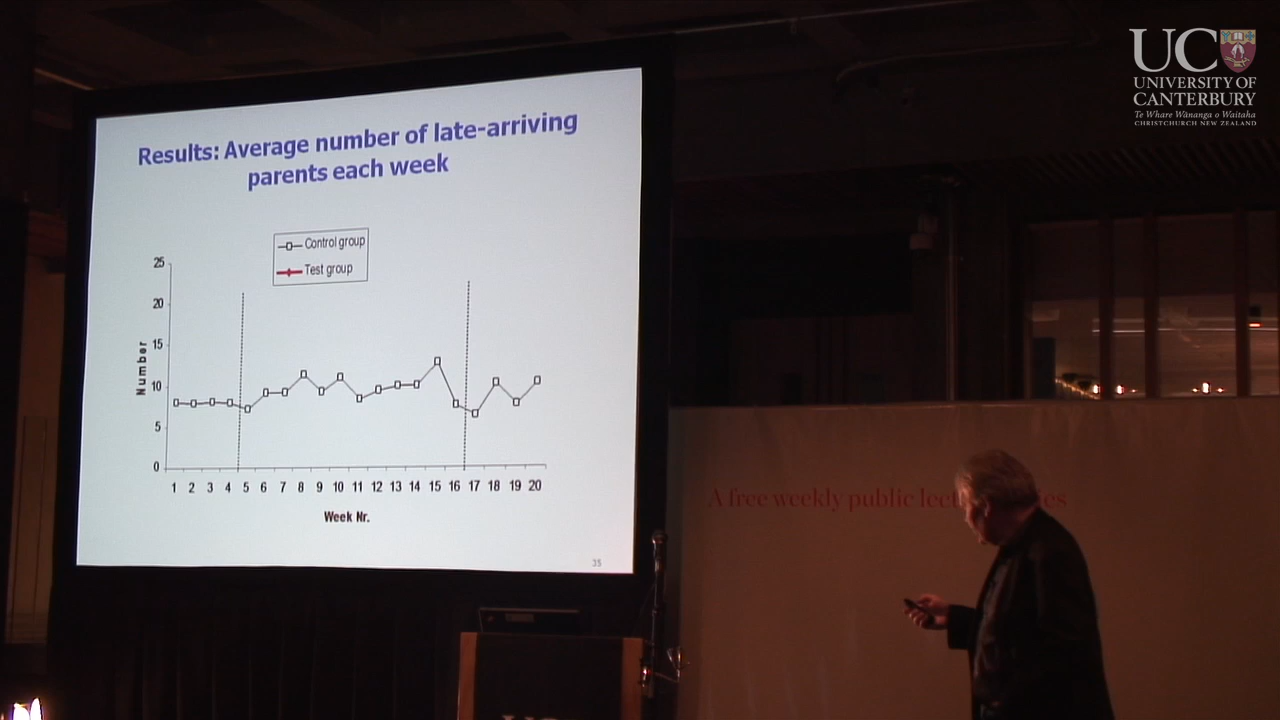 UC
UNIVERSITY OF
CANTERBURY
Te Whare Wānanga o Waitaha
CHRISTCHURCH NEW ZEALAND
Results: Average number of late-arriving
parents each week
Control group
Test group
25
20
15
10
5
0
Number
1 2 3 4 5 6 7 8 9 10 11 12 13 14 15 16 17 18 19 20
Week Nr.
35
A free weekly public